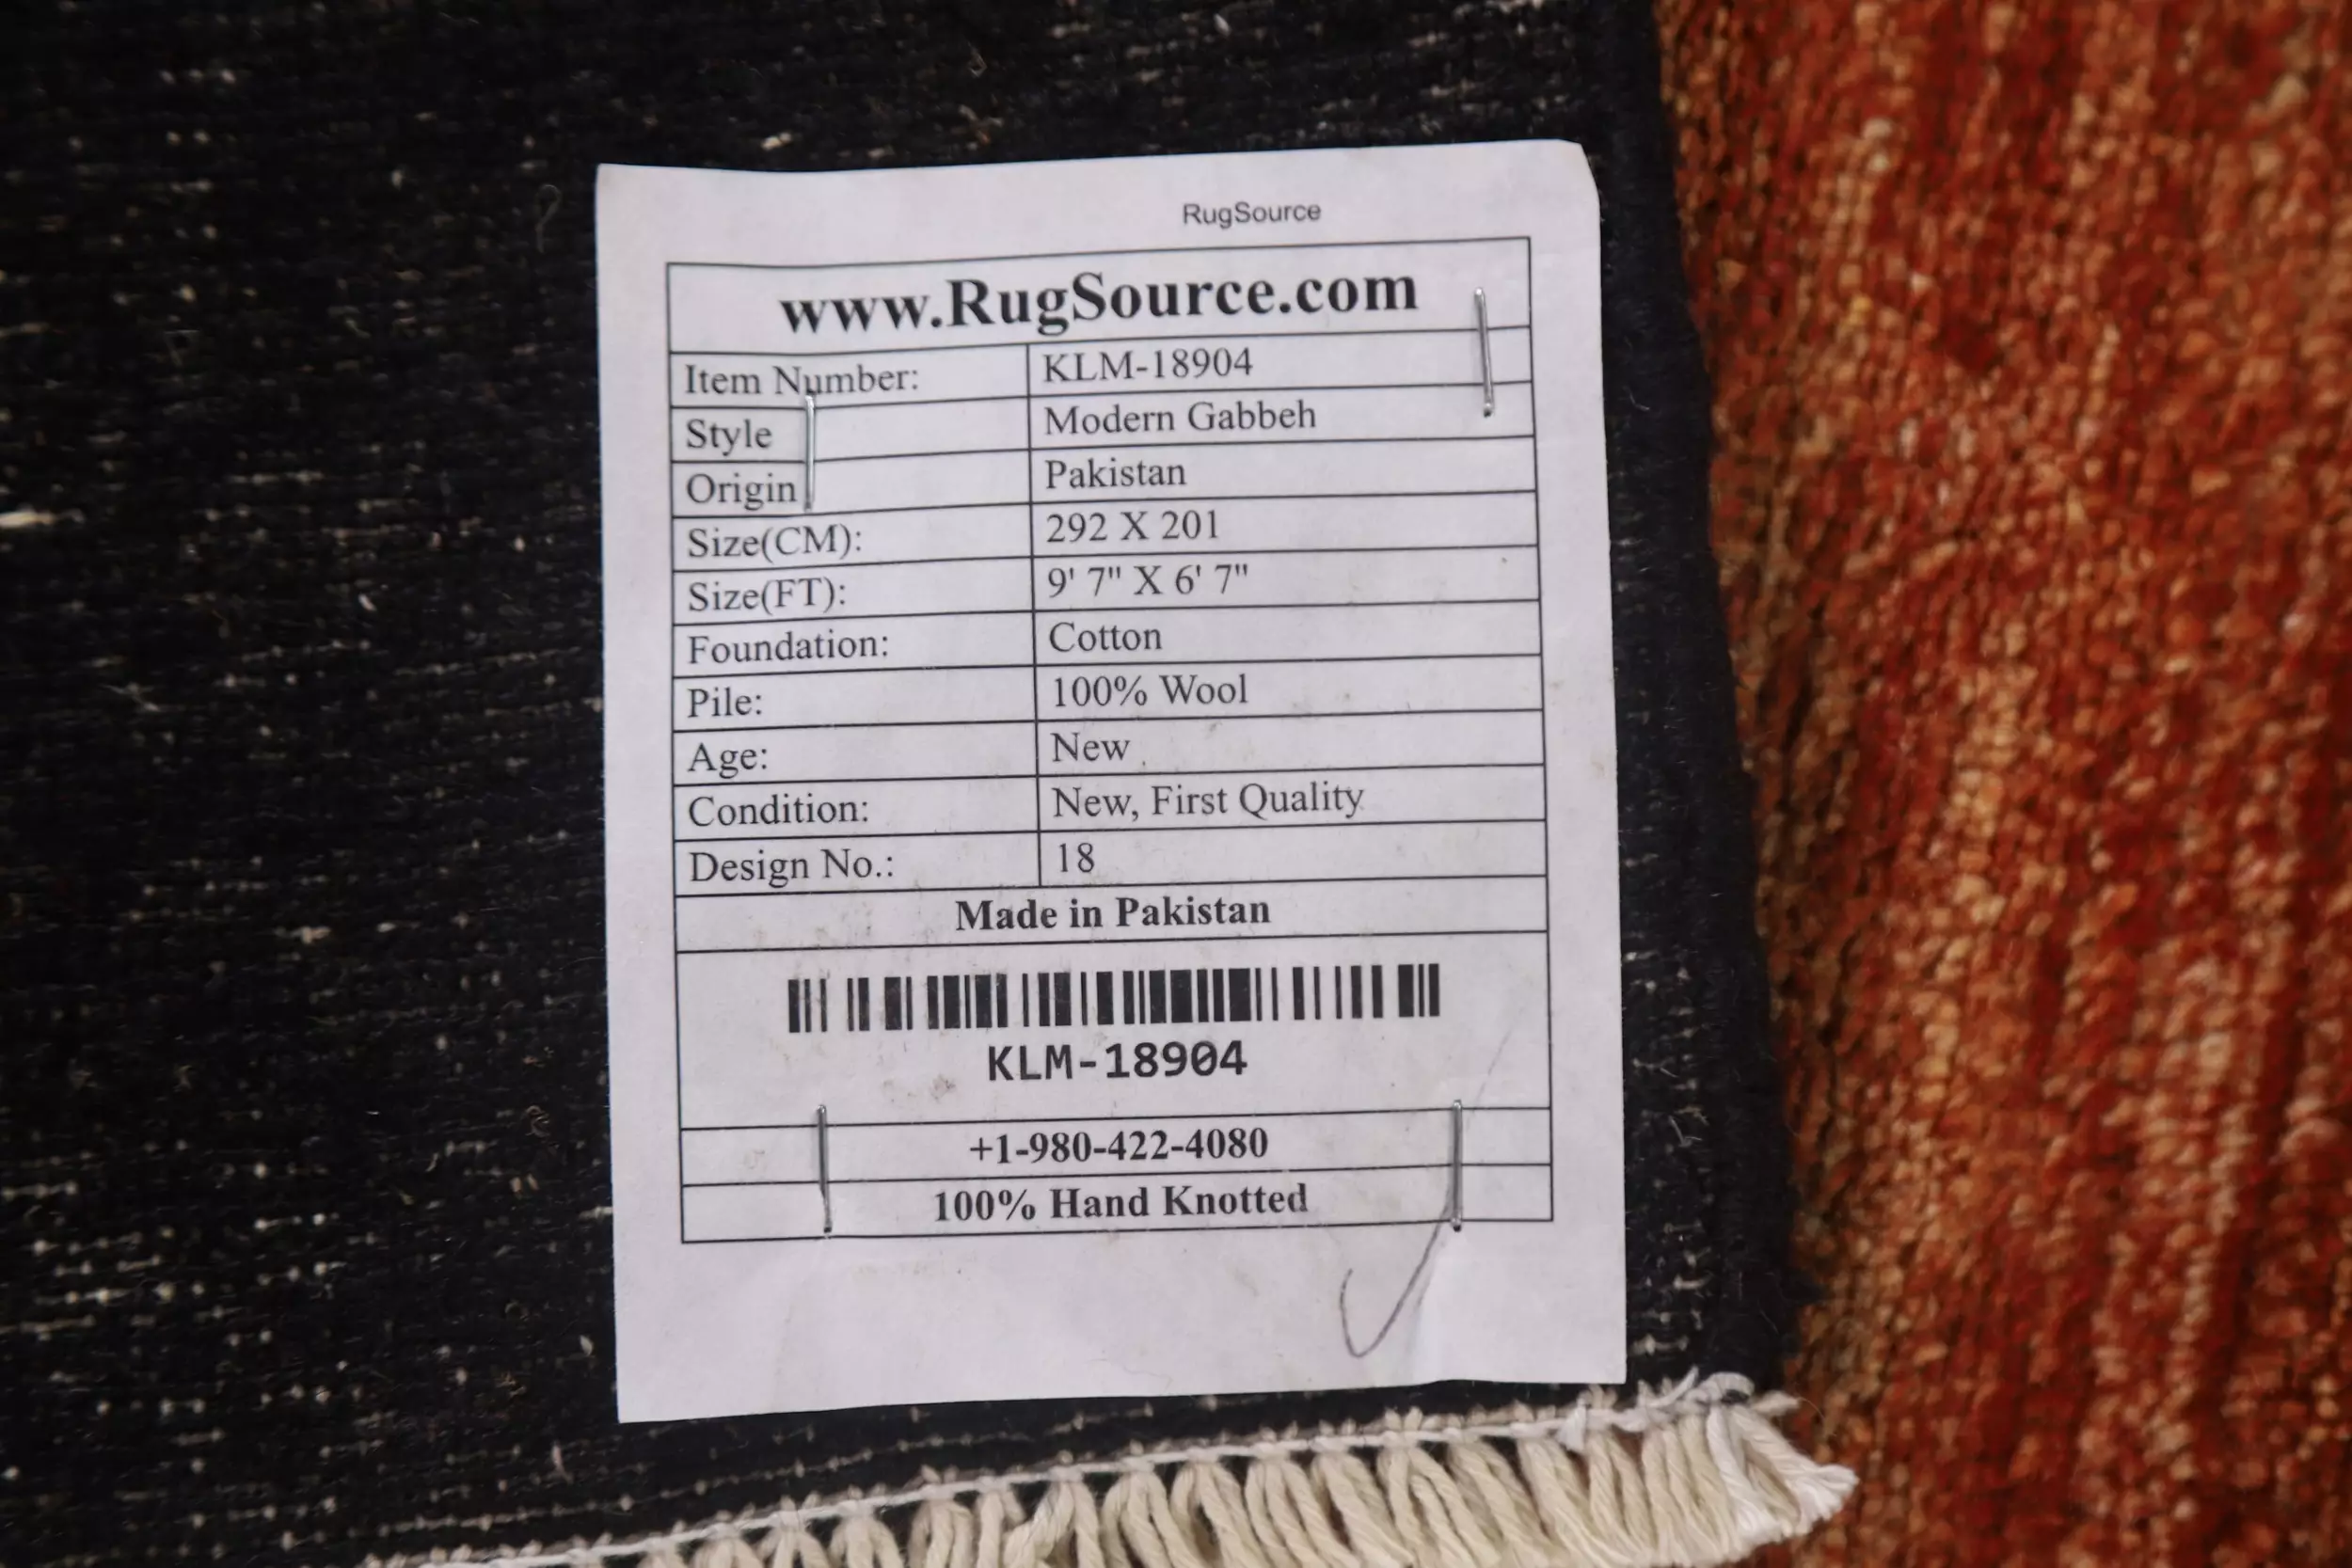 RugSource
www.RugSource.com
Item Number: KLM-18904
Style Modern Gabbeh
Origin Pakistan
Size(CM): 292 X 201
Size(FT): 9' 7" X 6' 7"
Foundation: Cotton
Pile: 100% Wool
Age: New
Condition: New, First Quality
Design No.: 18
Made in Pakistan
KLM-18904
+1-980-422-4080
100% Hand Knotted